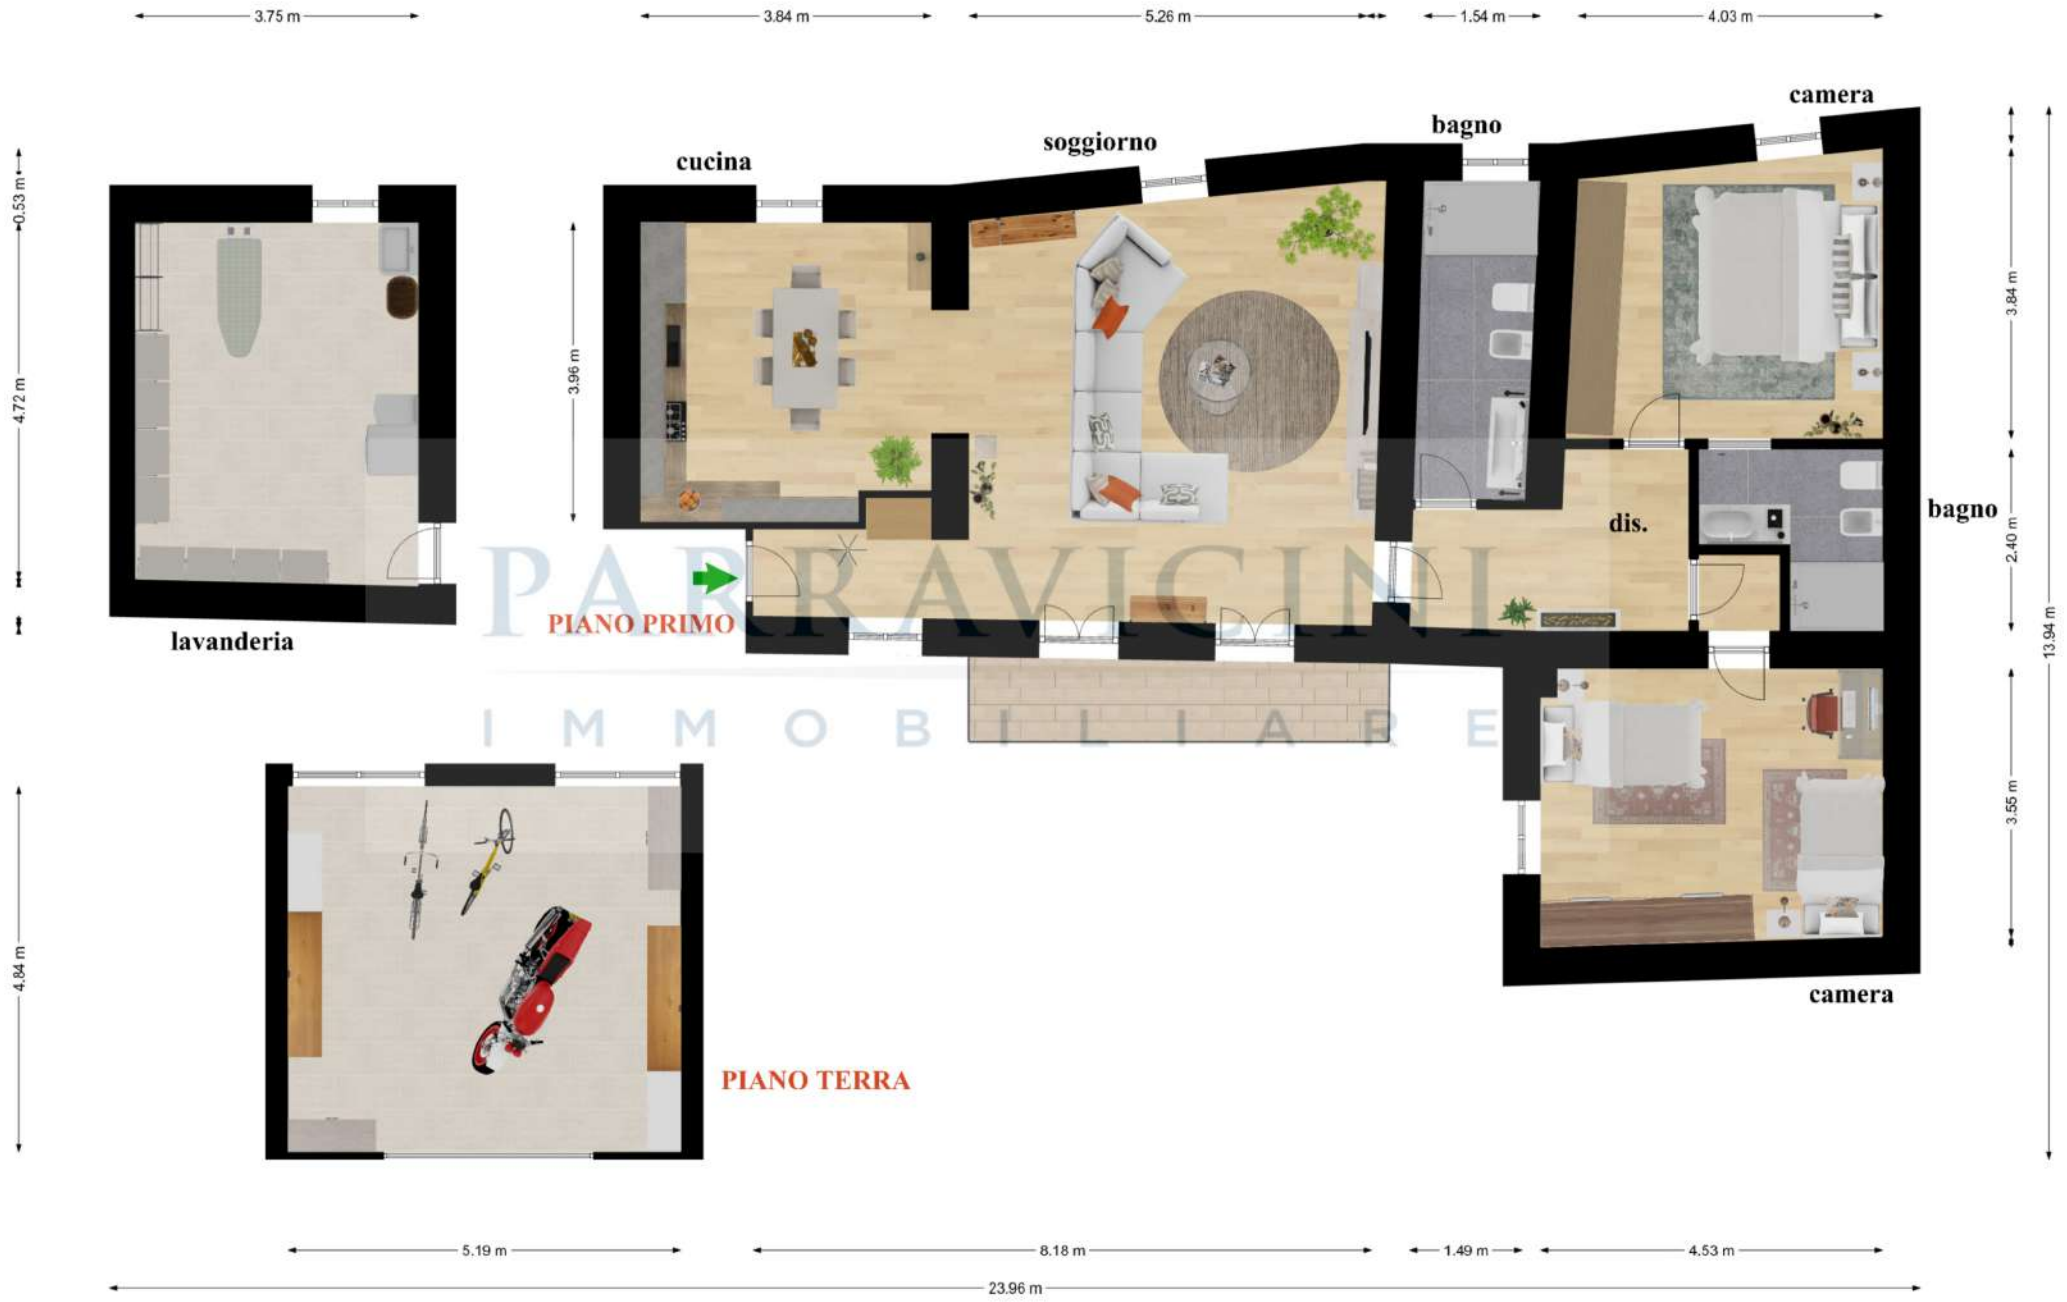 3.75 m
3.84 m
5.26 m
1.54 m
4.03 m
camera
bagno
soggiorno
cucina
0.53 m
3.84 m
3.96 m
4.72 m
bagno
dis.
2.40 m
PARRAVICINI
PIANO PRIMO
13.94 m
lavanderia
IMMOBILIARE
3.55 m
4.84 m
camera
PIANO TERRA
5.19 m
8.18 m
1.49 m
4.53 m
23.96 m